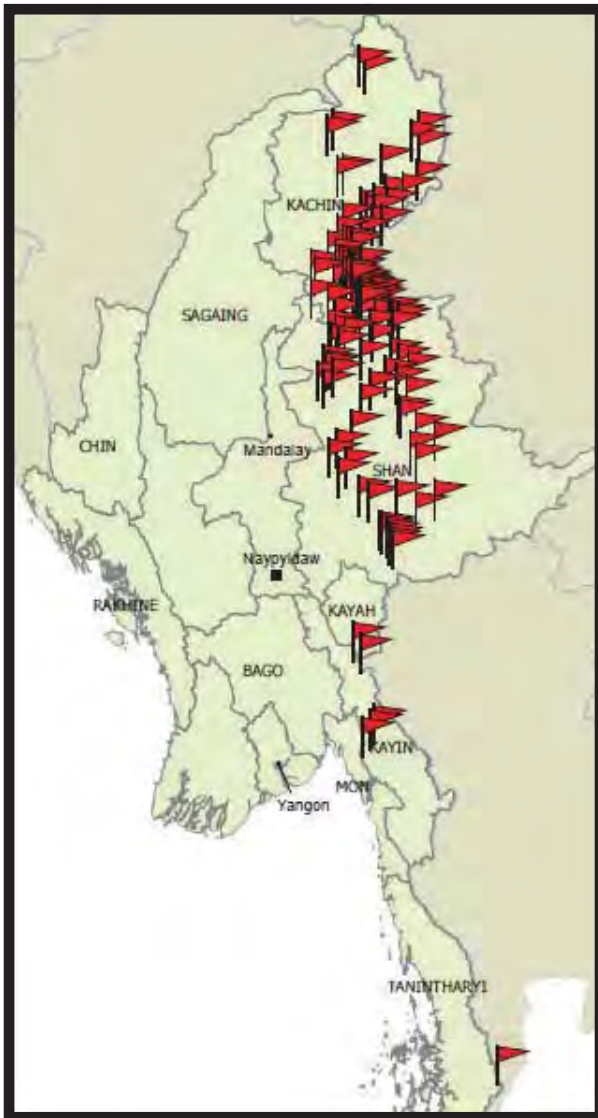 KACHIN
SAGAING
CHIN
Mandalay
SHAN
Naypyidaw
RAKHINE
KAYAH
BAGO
KAYIN
MON
Yangon
TANINTHARYI